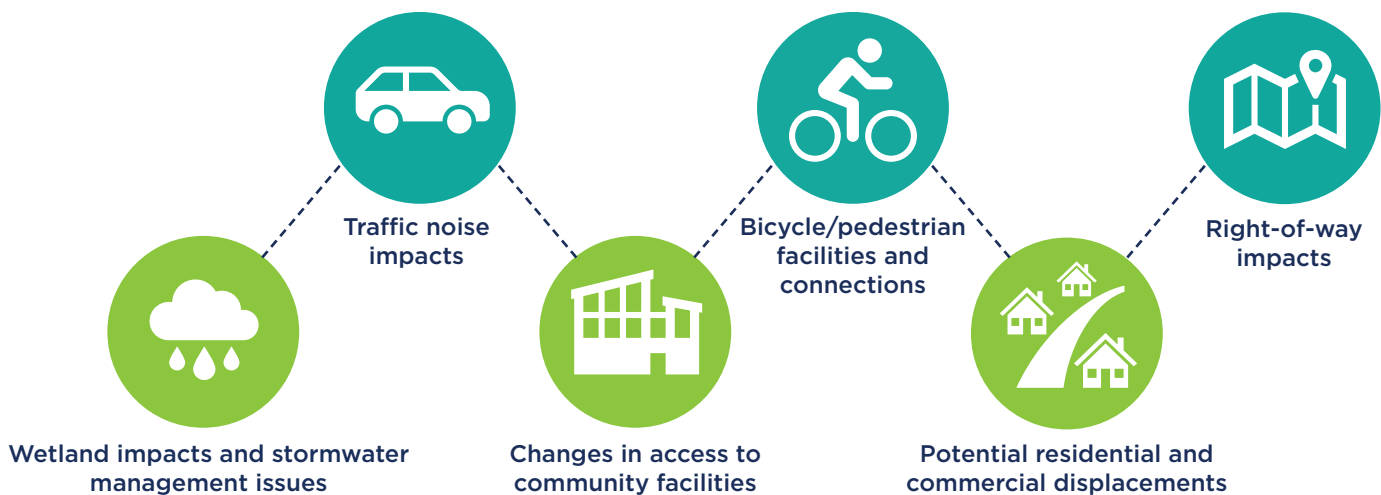 Traffic noise
impacts
Bicycle/pedestrian
facilities and
connections
Right-of-way
impacts
Wetland impacts and stormwater
management issues
Changes in access to
community facilities
Potential residential and
commercial displacements